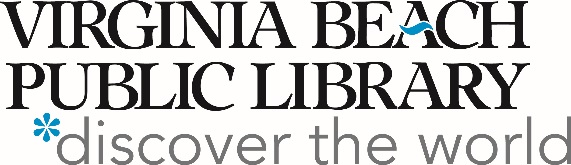 VIRGINIA BEACH
PUBLIC LIBRARY
*discover the world